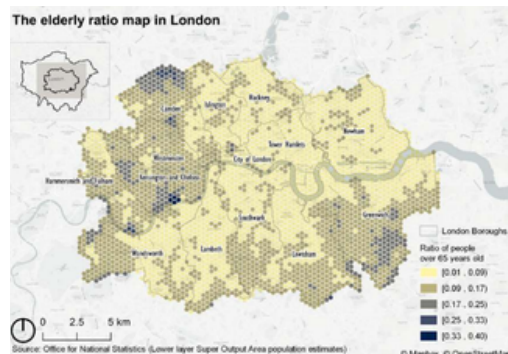 The elderly ratio map in London
Camden
Islington
Hackney
Newham
Tower Hamlets
Westminster
City of London
Hammersmith and Fulham
Kensington and Chelsea
Greenwich
Southwark
Wandsworth
Lambeth
Lewisham
London Boroughs
Ratio of people
over 65 years old
[0.01 , 0.09)
[0.09 , 0.17)
[0.17 , 0.25)
[0.25 , 0.33)
[0.33 , 0.40]
0 2.5 5 km
Source: Office for National Statistics (Lower layer Super Output Area population estimates)
© Mapbox, © OpenStreetMap